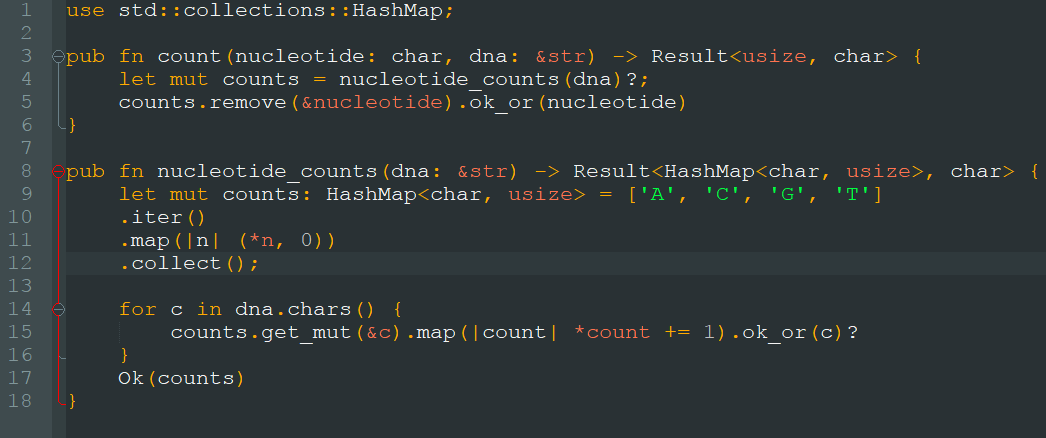 1 use std::collections::HashMap;
2
3 pub fn count(nucleotide: char, dna: &str) -> Result<usize, char> {
4     let mut counts = nucleotide_counts(dna)?;
5     counts.remove(&nucleotide).ok_or(nucleotide)
6 }
7
8 pub fn nucleotide_counts(dna: &str) -> Result<HashMap<char, usize>, char> {
9     let mut counts: HashMap<char, usize> = ['A', 'C', 'G', 'T']
10     .iter()
11     .map(|n| (*n, 0))
12     .collect();
13
14     for c in dna.chars() {
15         counts.get_mut(&c).map(|count| *count += 1).ok_or(c)?
16     }
17     Ok(counts)
18 }